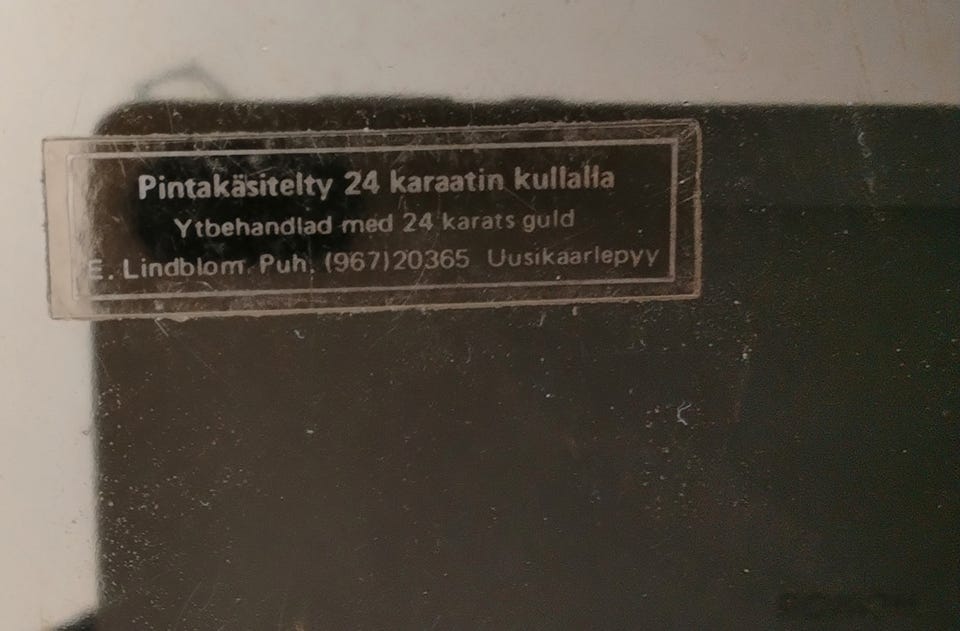 Pintakäsitelty 24 karaatin kullalla
Ytbehandlad med 24 karats guld
E. Lindblom Puh. (967)20365 Uusikaarlepyy